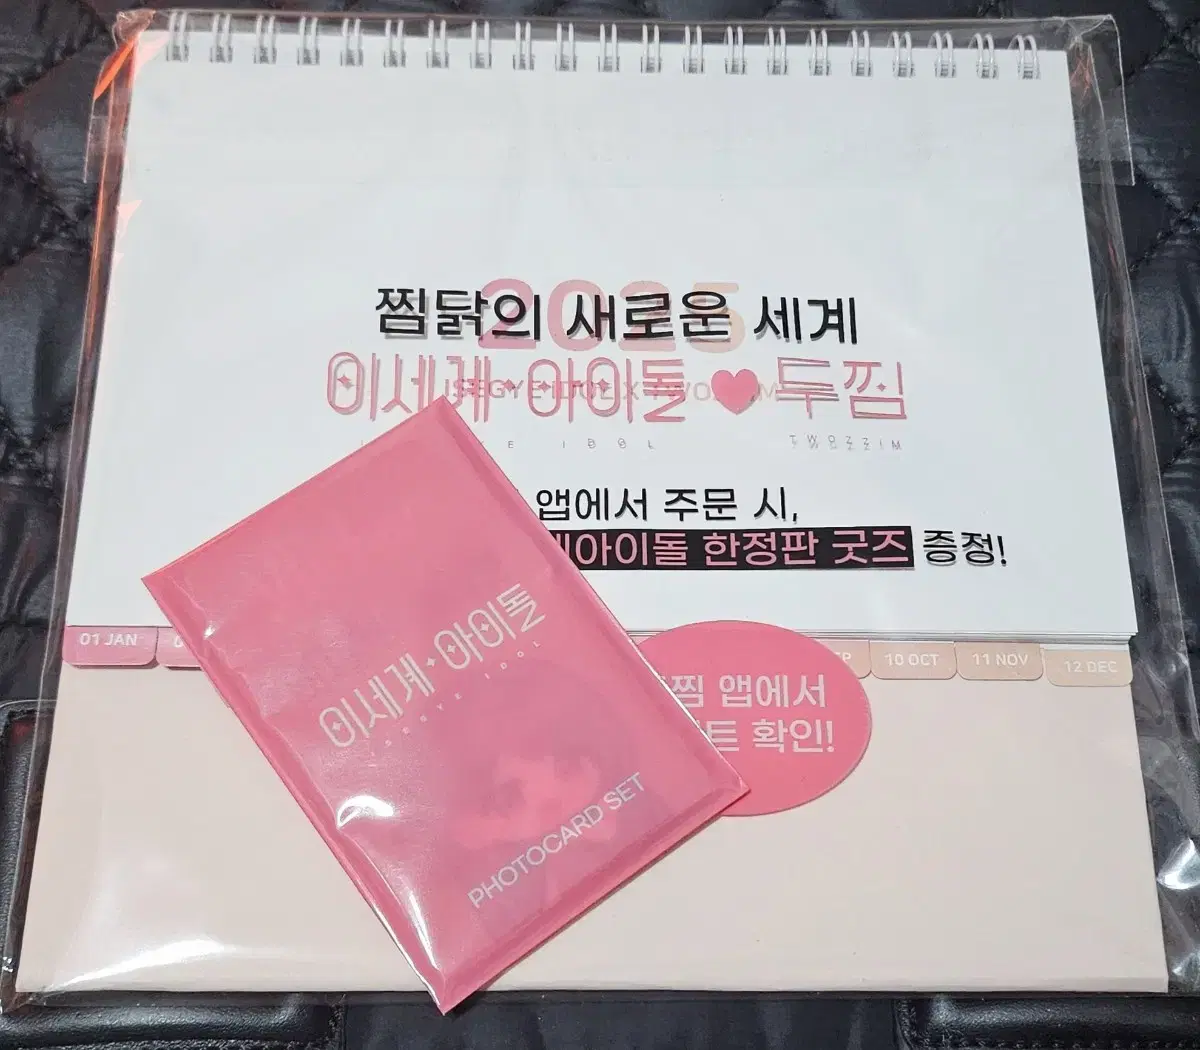 2025
찜닭의 새로운 세계
이세계아이돌 ♥ 두찜
SEGYE IDOL X TWOZZIM
IDOL TWOZZIM
앱에서 주문 시,
아이돌 한정판 굿즈 증정!
01 JAN 10 OCT 11 NOV 12 DEC
찜 앱에서
확인!
이세계아이돌
ISEGYE IDOL
PHOTOCARD SET